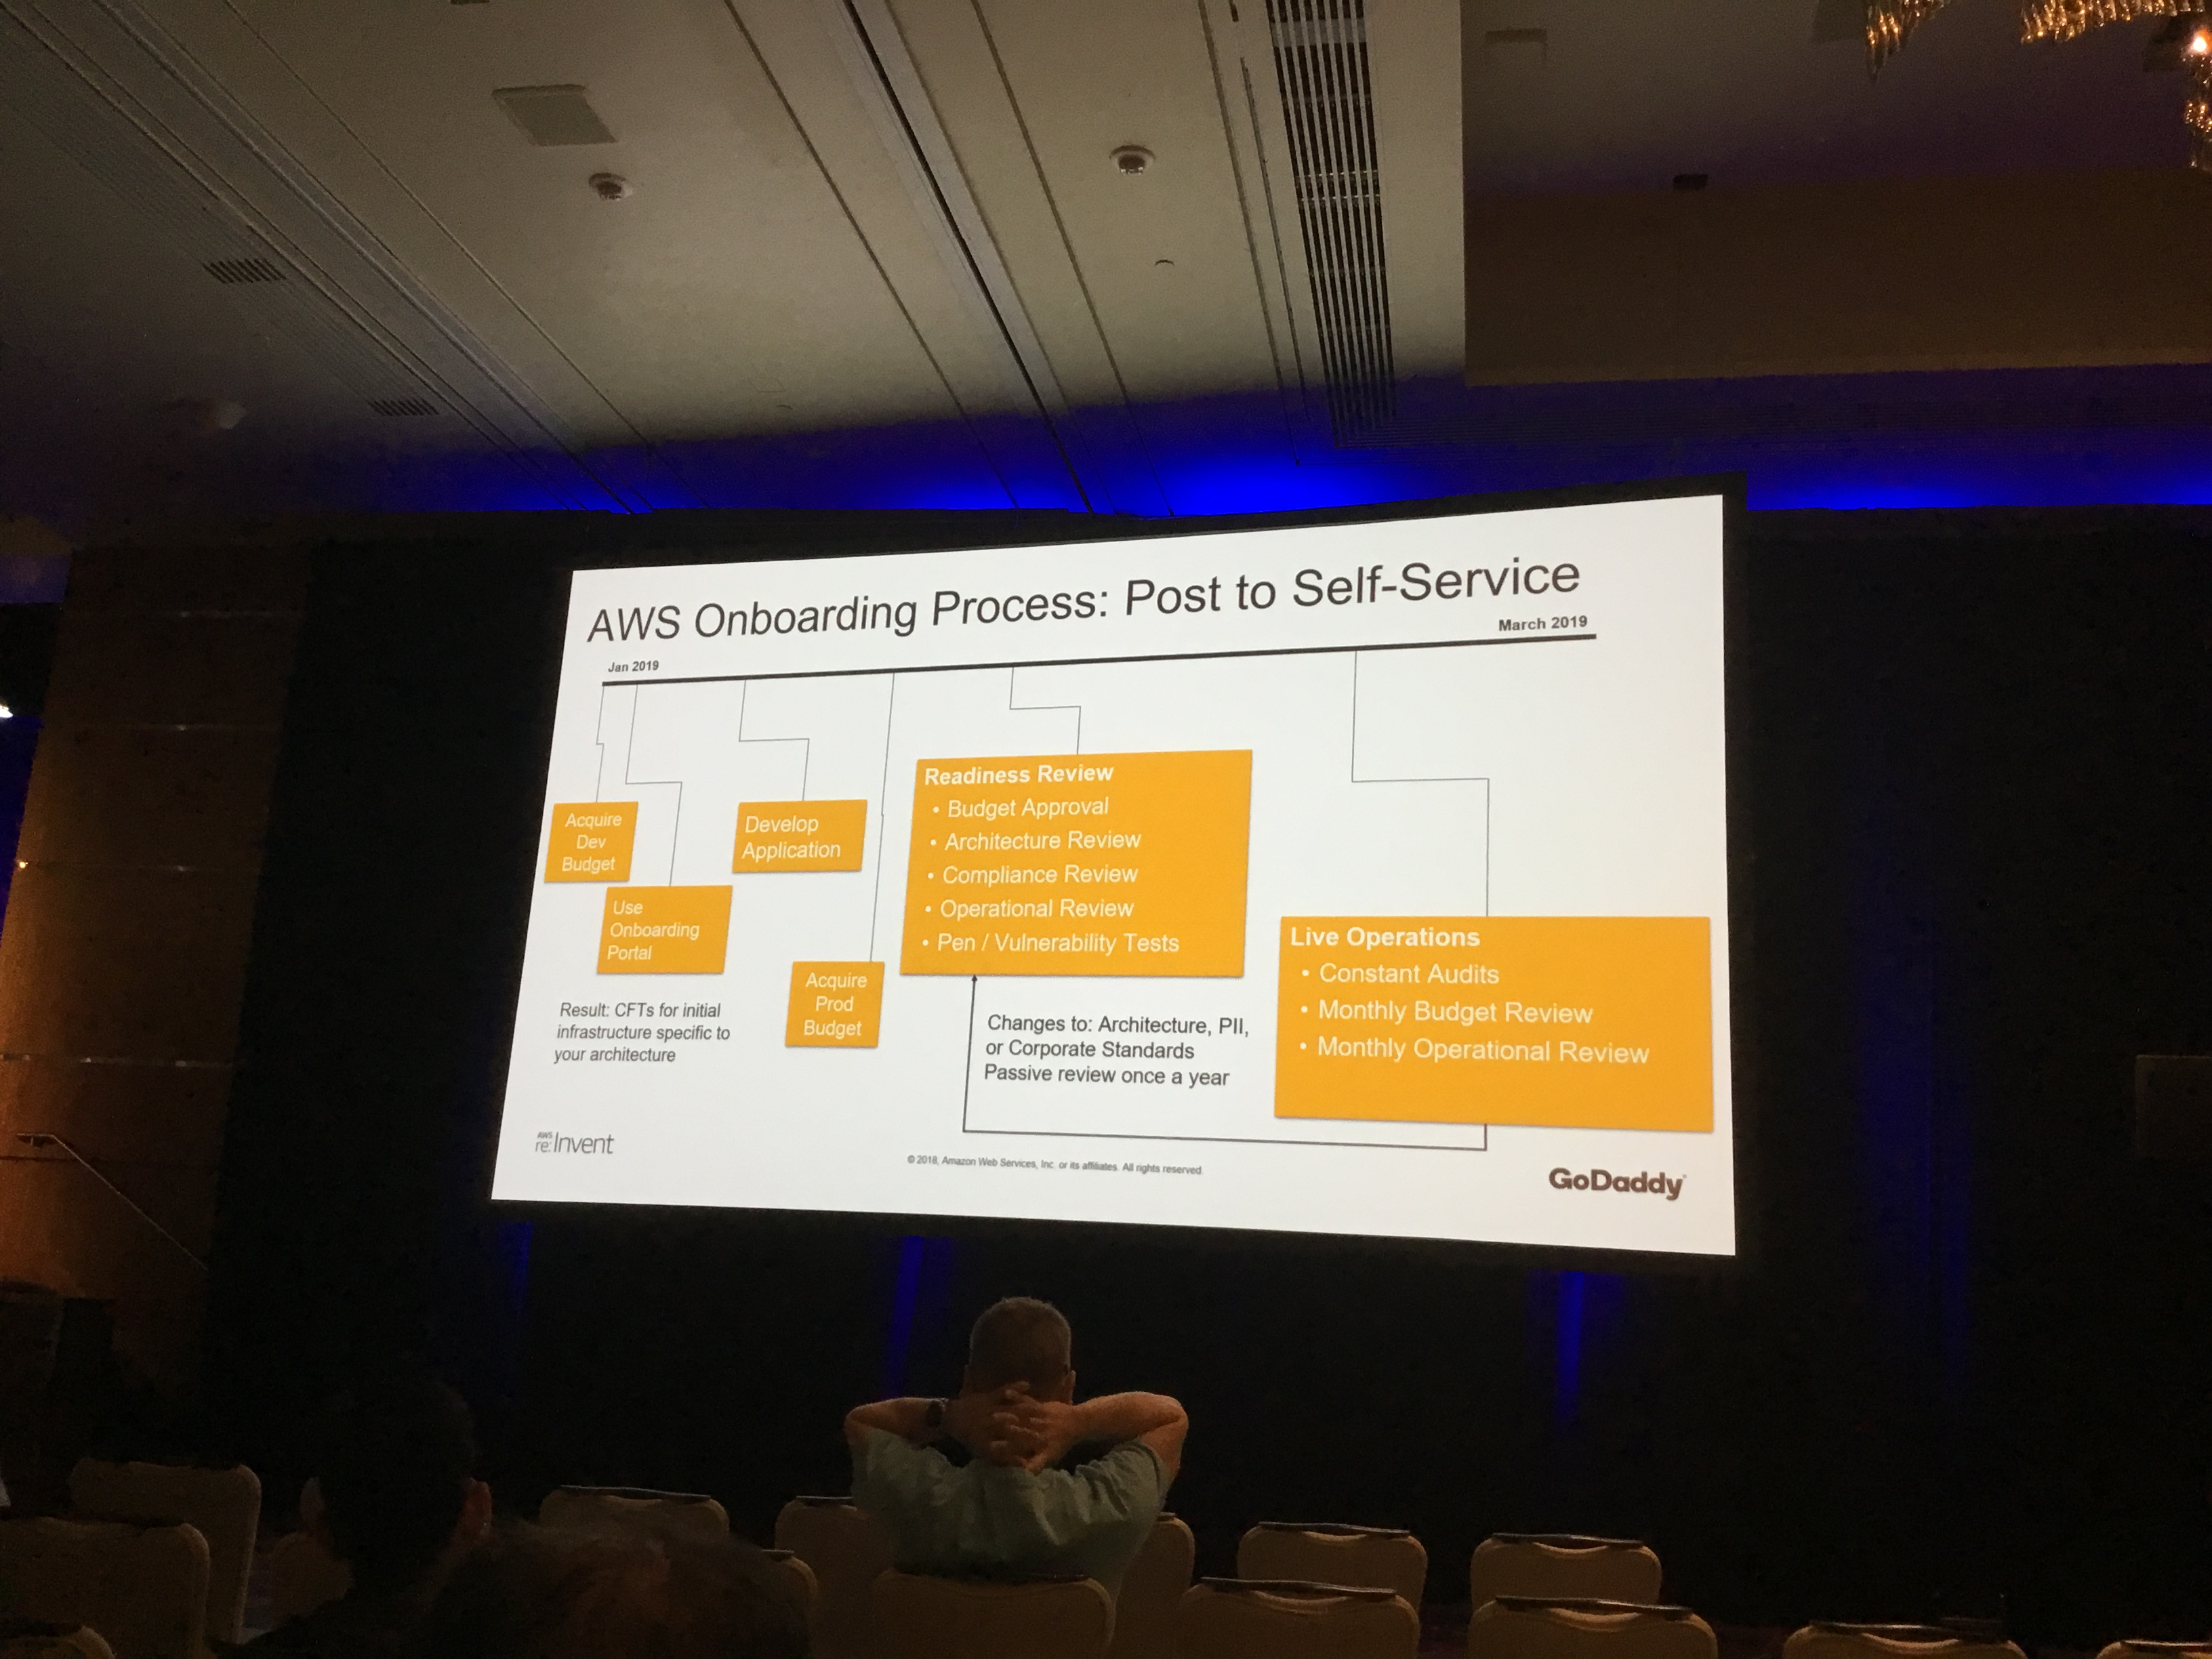 AWS Onboarding Process: Post to Self-Service
Jan 2019
March 2019
Acquire
Dev
Budget
Use
Onboarding
Portal
Result: CFTs for initial
infrastructure specific to
your architecture
Develop
Application
Acquire
Prod
Budget
Readiness Review
• Budget Approval
• Architecture Review
• Compliance Review
• Operational Review
• Pen / Vulnerability Tests
Changes to: Architecture, PII,
or Corporate Standards
Passive review once a year
Live Operations
• Constant Audits
• Monthly Budget Review
• Monthly Operational Review
AWS
re:Invent
© 2018, Amazon Web Services, Inc. or its affiliates. All rights reserved.
GoDaddy